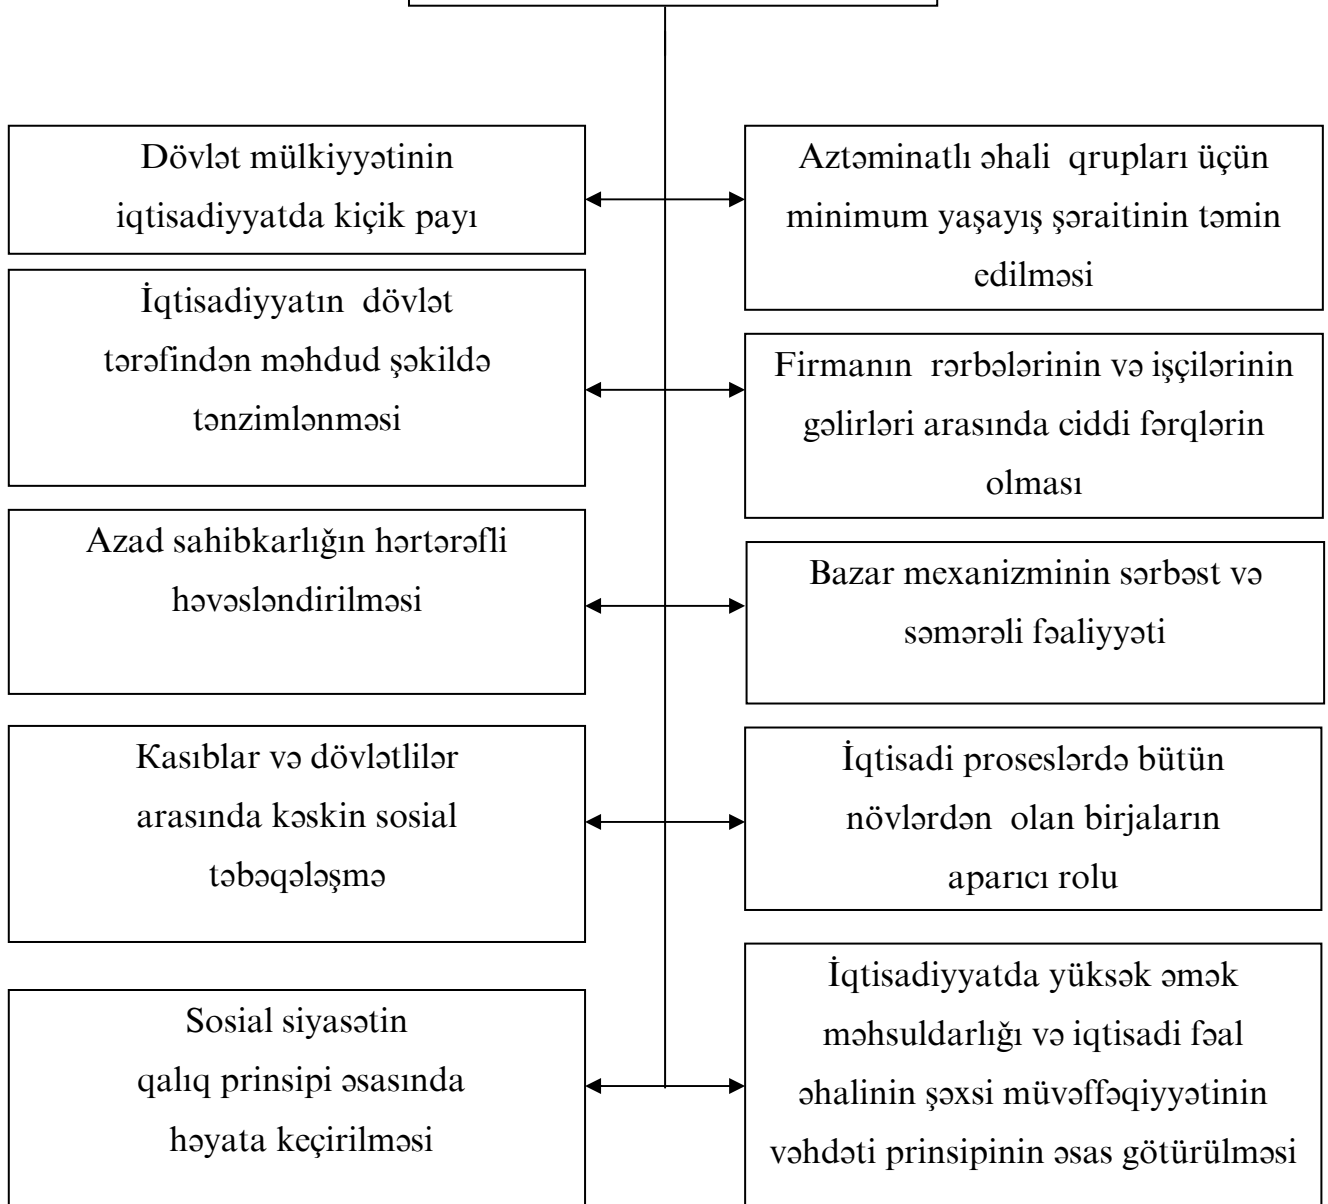 Dövlət mülkiyyətinin
iqtisadiyyatda kiçik payı
Aztəminatlı əhali qrupları üçün
minimum yaşayış şəraitinin təmin
edilməsi
İqtisadiyyatın dövlət
tərəfindən məhdud şəkildə
tənzimlənməsi
Firmanın rərbələrinin və işçilərinin
gəlirləri arasında ciddi fərqlərin
olması
Azad sahibkarlığın hərtərəfli
həvəsləndirilməsi
Bazar mexanizminin sərbəst və
səmərəli fəaliyyəti
Kasıblar və dövlətlilər
arasında kəskin sosial
təbəqələşmə
İqtisadi proseslərdə bütün
növlərdən olan birjaların
aparıcı rolu
Sosial siyasətin
qalıq prinsipi əsasında
həyata keçirilməsi
İqtisadiyyatda yüksək əmək
məhsuldarlığı və iqtisadi fəal
əhalinin şəxsi müvəffəqiyyətinin
vəhdəti prinsipinin əsas götürülməsi